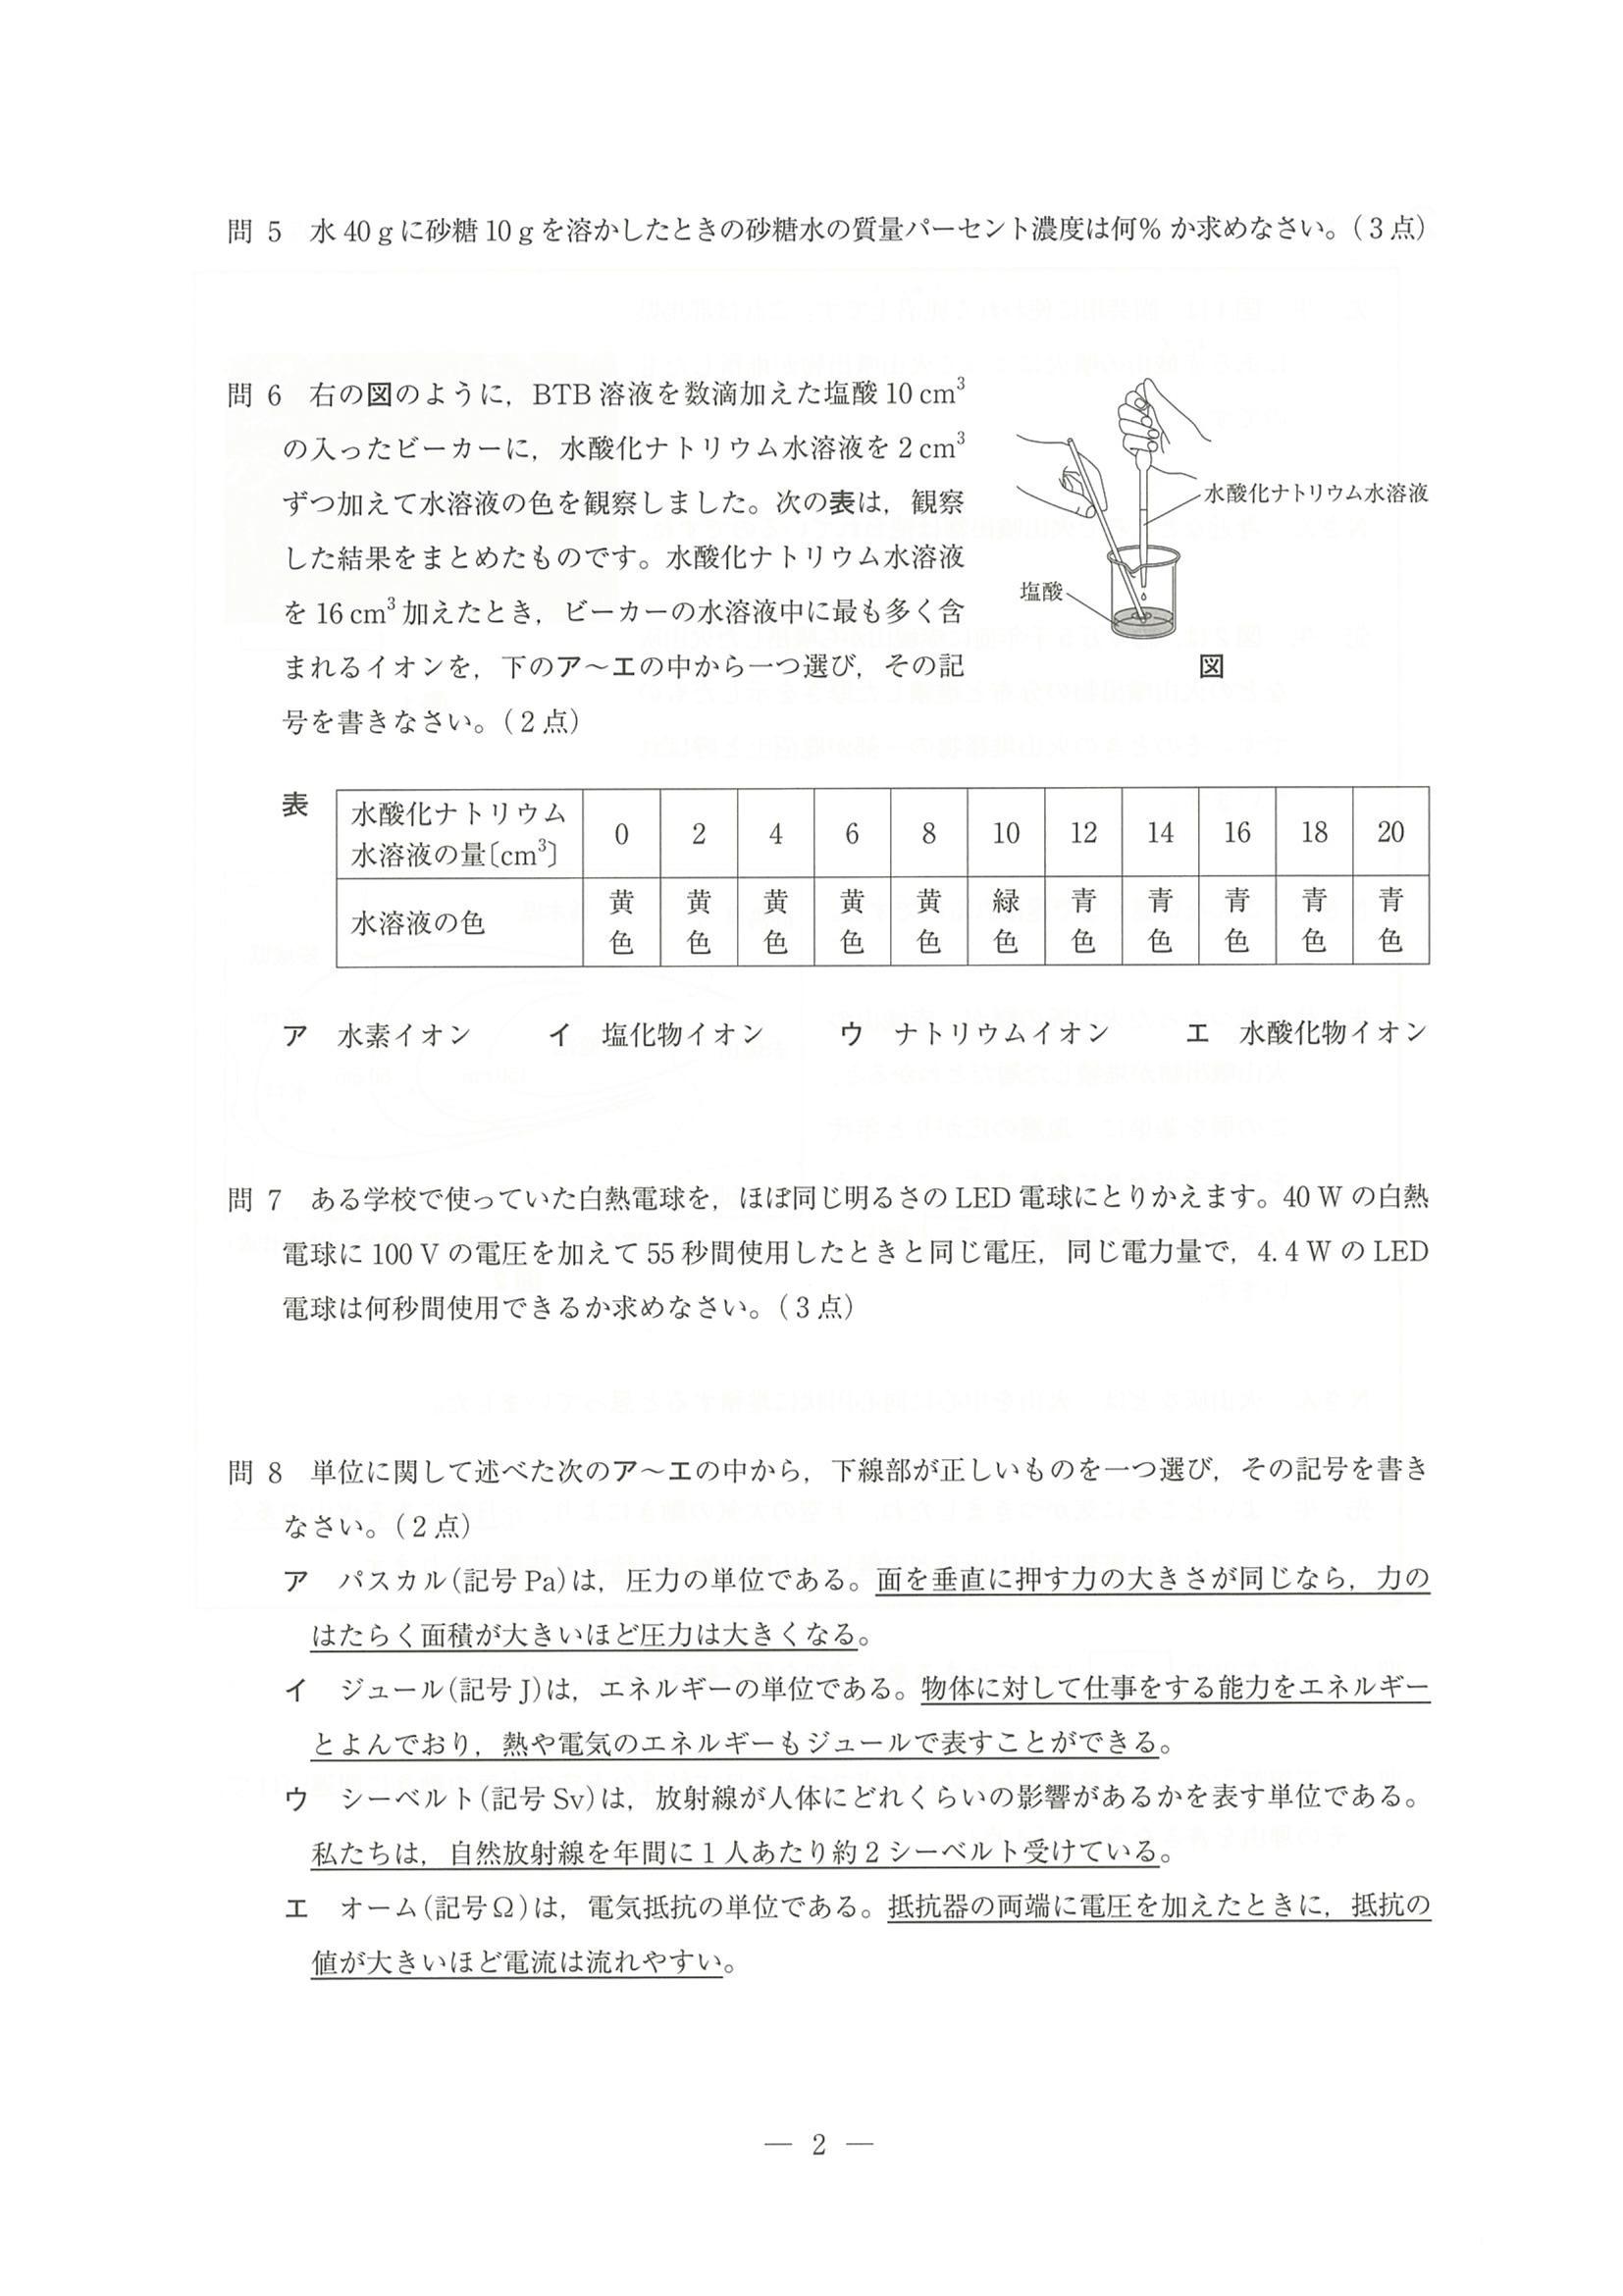 問 5　水 40 g に砂糖 10 g を溶かしたときの砂糖水の質量パーセント濃度は何% か求めなさい。(3 点)
問 6　右の図のように，BTB 溶液を数滴加えた塩酸 10 cm³
の入ったビーカーに，水酸化ナトリウム水溶液を 2 cm³
ずつ加えて水溶液の色を観察しました。次の表は，観察
した結果をまとめたものです。水酸化ナトリウム水溶液
を 16 cm³ 加えたとき，ビーカーの水溶液中に最も多く含
まれるイオンを，下のア～エの中から一つ選び，その記
号を書きなさい。(2 点)
水酸化ナトリウム水溶液
塩酸
図
表
水酸化ナトリウム
水溶液の量〔cm³〕 0 2 4 6 8 10 12 14 16 18 20
水溶液の色 黄色 黄色 黄色 黄色 黄色 緑色 青色 青色 青色 青色 青色
ア　水素イオン　イ　塩化物イオン　ウ　ナトリウムイオン　エ　水酸化物イオン
問 7　ある学校で使っていた白熱電球を，ほぼ同じ明るさの LED 電球にとりかえます。40 W の白熱
電球に 100 V の電圧を加えて 55 秒間使用したときと同じ電圧，同じ電力量で，4.4 W の LED
電球は何秒間使用できるか求めなさい。(3 点)
問 8　単位に関して述べた次のア～エの中から，下線部が正しいものを一つ選び，その記号を書き
なさい。(2 点)
ア　パスカル(記号 Pa)は，圧力の単位である。面を垂直に押す力の大きさが同じなら，力の
はたらく面積が大きいほど圧力は大きくなる。
イ　ジュール(記号 J)は，エネルギーの単位である。物体に対して仕事をする能力をエネルギー
とよんでおり，熱や電気のエネルギーもジュールで表すことができる。
ウ　シーベルト(記号 Sv)は，放射線が人体にどれくらいの影響があるかを表す単位である。
私たちは，自然放射線を年間に 1 人あたり約 2 シーベルト受けている。
エ　オーム(記号 Ω)は，電気抵抗の単位である。抵抗器の両端に電圧を加えたときに，抵抗の
値が大きいほど電流は流れやすい。
— 2 —